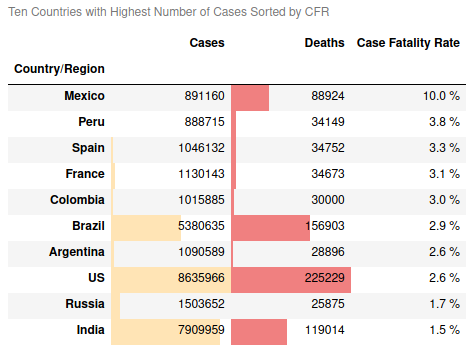 Ten Countries with Highest Number of Cases Sorted by CFR
Cases Deaths Case Fatality Rate
Country/Region
Mexico 891160 88924 10.0 %
Peru 888715 34149 3.8 %
Spain 1046132 34752 3.3 %
France 1130143 34673 3.1 %
Colombia 1015885 30000 3.0 %
Brazil 5380635 156903 2.9 %
Argentina 1090589 28896 2.6 %
US 8635966 225229 2.6 %
Russia 1503652 25875 1.7 %
India 7909959 119014 1.5 %